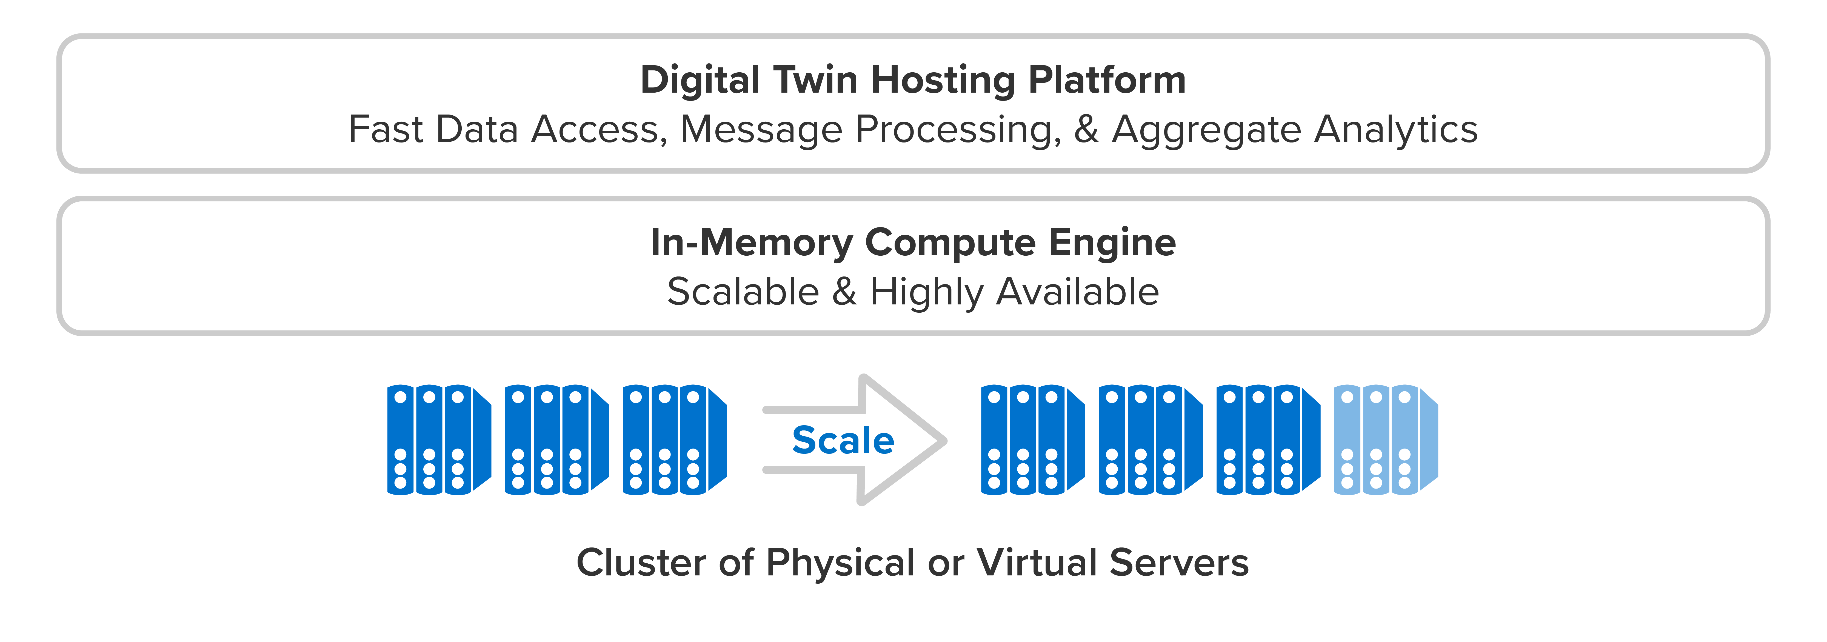 Digital Twin Hosting Platform
Fast Data Access, Message Processing, & Aggregate Analytics
In-Memory Compute Engine
Scalable & Highly Available
Scale
Cluster of Physical or Virtual Servers